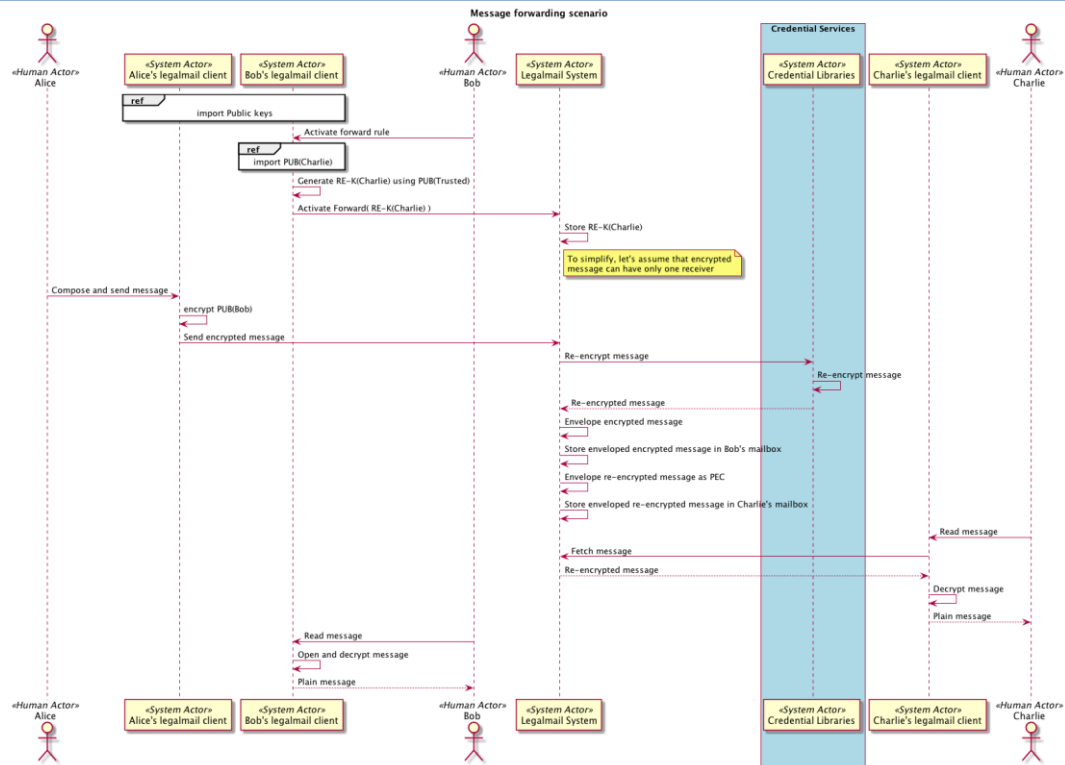 Message forwarding scenario
Credential Services
«Human Actor»
Alice
«System Actor»
Alice's legalmail client
«System Actor»
Bob's legalmail client
«Human Actor»
Bob
«System Actor»
Legalmail System
«System Actor»
Credential Libraries
«System Actor»
Charlie's legalmail client
«Human Actor»
Charlie
ref
import Public keys
Activate forward rule
ref
import PUB(Charlie)
Generate RE-K(Charlie) using PUB(Trusted)
Activate Forward( RE-K(Charlie) )
Store RE-K(Charlie)
To simplify, let's assume that encrypted
message can have only one receiver
Compose and send message
encrypt PUB(Bob)
Send encrypted message
Re-encrypt message
Re-encrypt message
Re-encrypted message
Envelope encrypted message
Store enveloped encrypted message in Bob's mailbox
Envelope re-encrypted message as PEC
Store enveloped re-encrypted message in Charlie's mailbox
Read message
Fetch message
Re-encrypted message
Decrypt message
Plain message
Read message
Open and decrypt message
Plain message
«Human Actor»
Alice
«System Actor»
Alice's legalmail client
«System Actor»
Bob's legalmail client
«Human Actor»
Bob
«System Actor»
Legalmail System
«System Actor»
Credential Libraries
«System Actor»
Charlie's legalmail client
«Human Actor»
Charlie